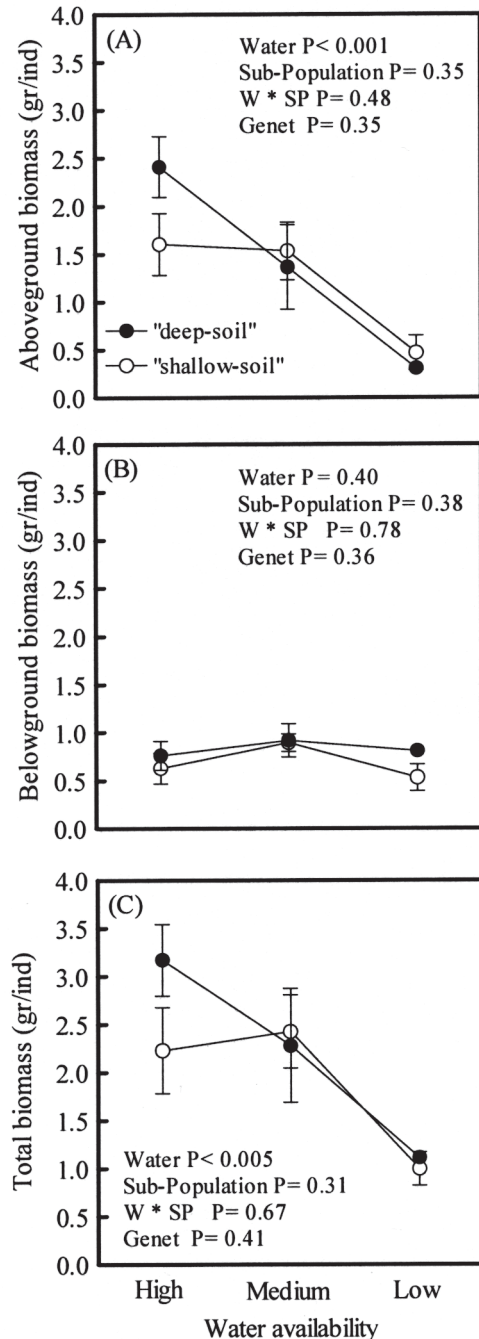 (A)
Water P< 0.001
Sub-Population P= 0.35
W * SP P= 0.48
Genet P= 0.35
Aboveground biomass (gr/ind)
4.0
3.5
3.0
2.5
2.0
1.5
1.0
0.5
0.0
"deep-soil"
"shallow-soil"
(B)
Water P = 0.40
Sub-Population P= 0.38
W * SP P= 0.78
Genet P= 0.36
Belowground biomass (gr/ind)
4.0
3.5
3.0
2.5
2.0
1.5
1.0
0.5
0.0
(C)
Total biomass (gr/ind)
4.0
3.5
3.0
2.5
2.0
1.5
1.0
0.5
0.0
Water P< 0.005
Sub-Population P= 0.31
W * SP P= 0.67
Genet P= 0.41
High Medium Low
Water availability